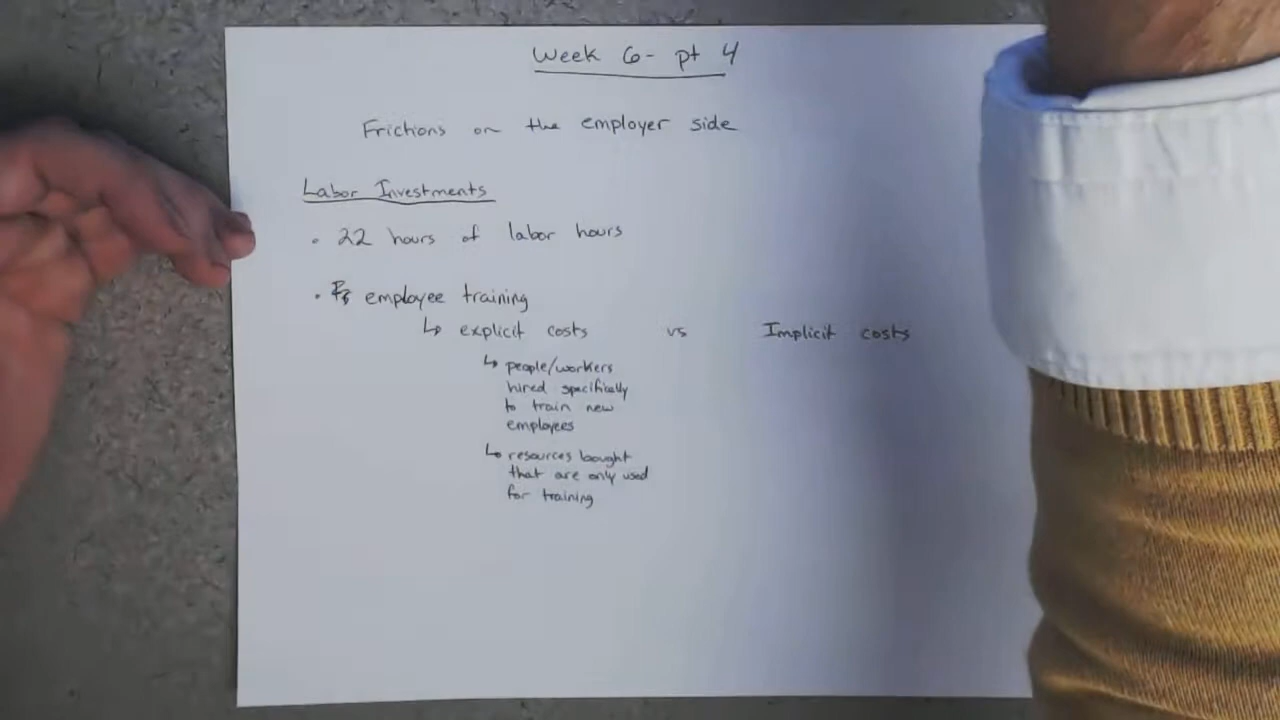 Week 6- pt 4
Frictions on the employer side
Labor Investments
• 22 hours of labor hours
• employee training
↳ explicit costs vs Implicit costs
↳ people/workers
hired specifically
to train new
employees
↳ resources bought
that are only used
for training